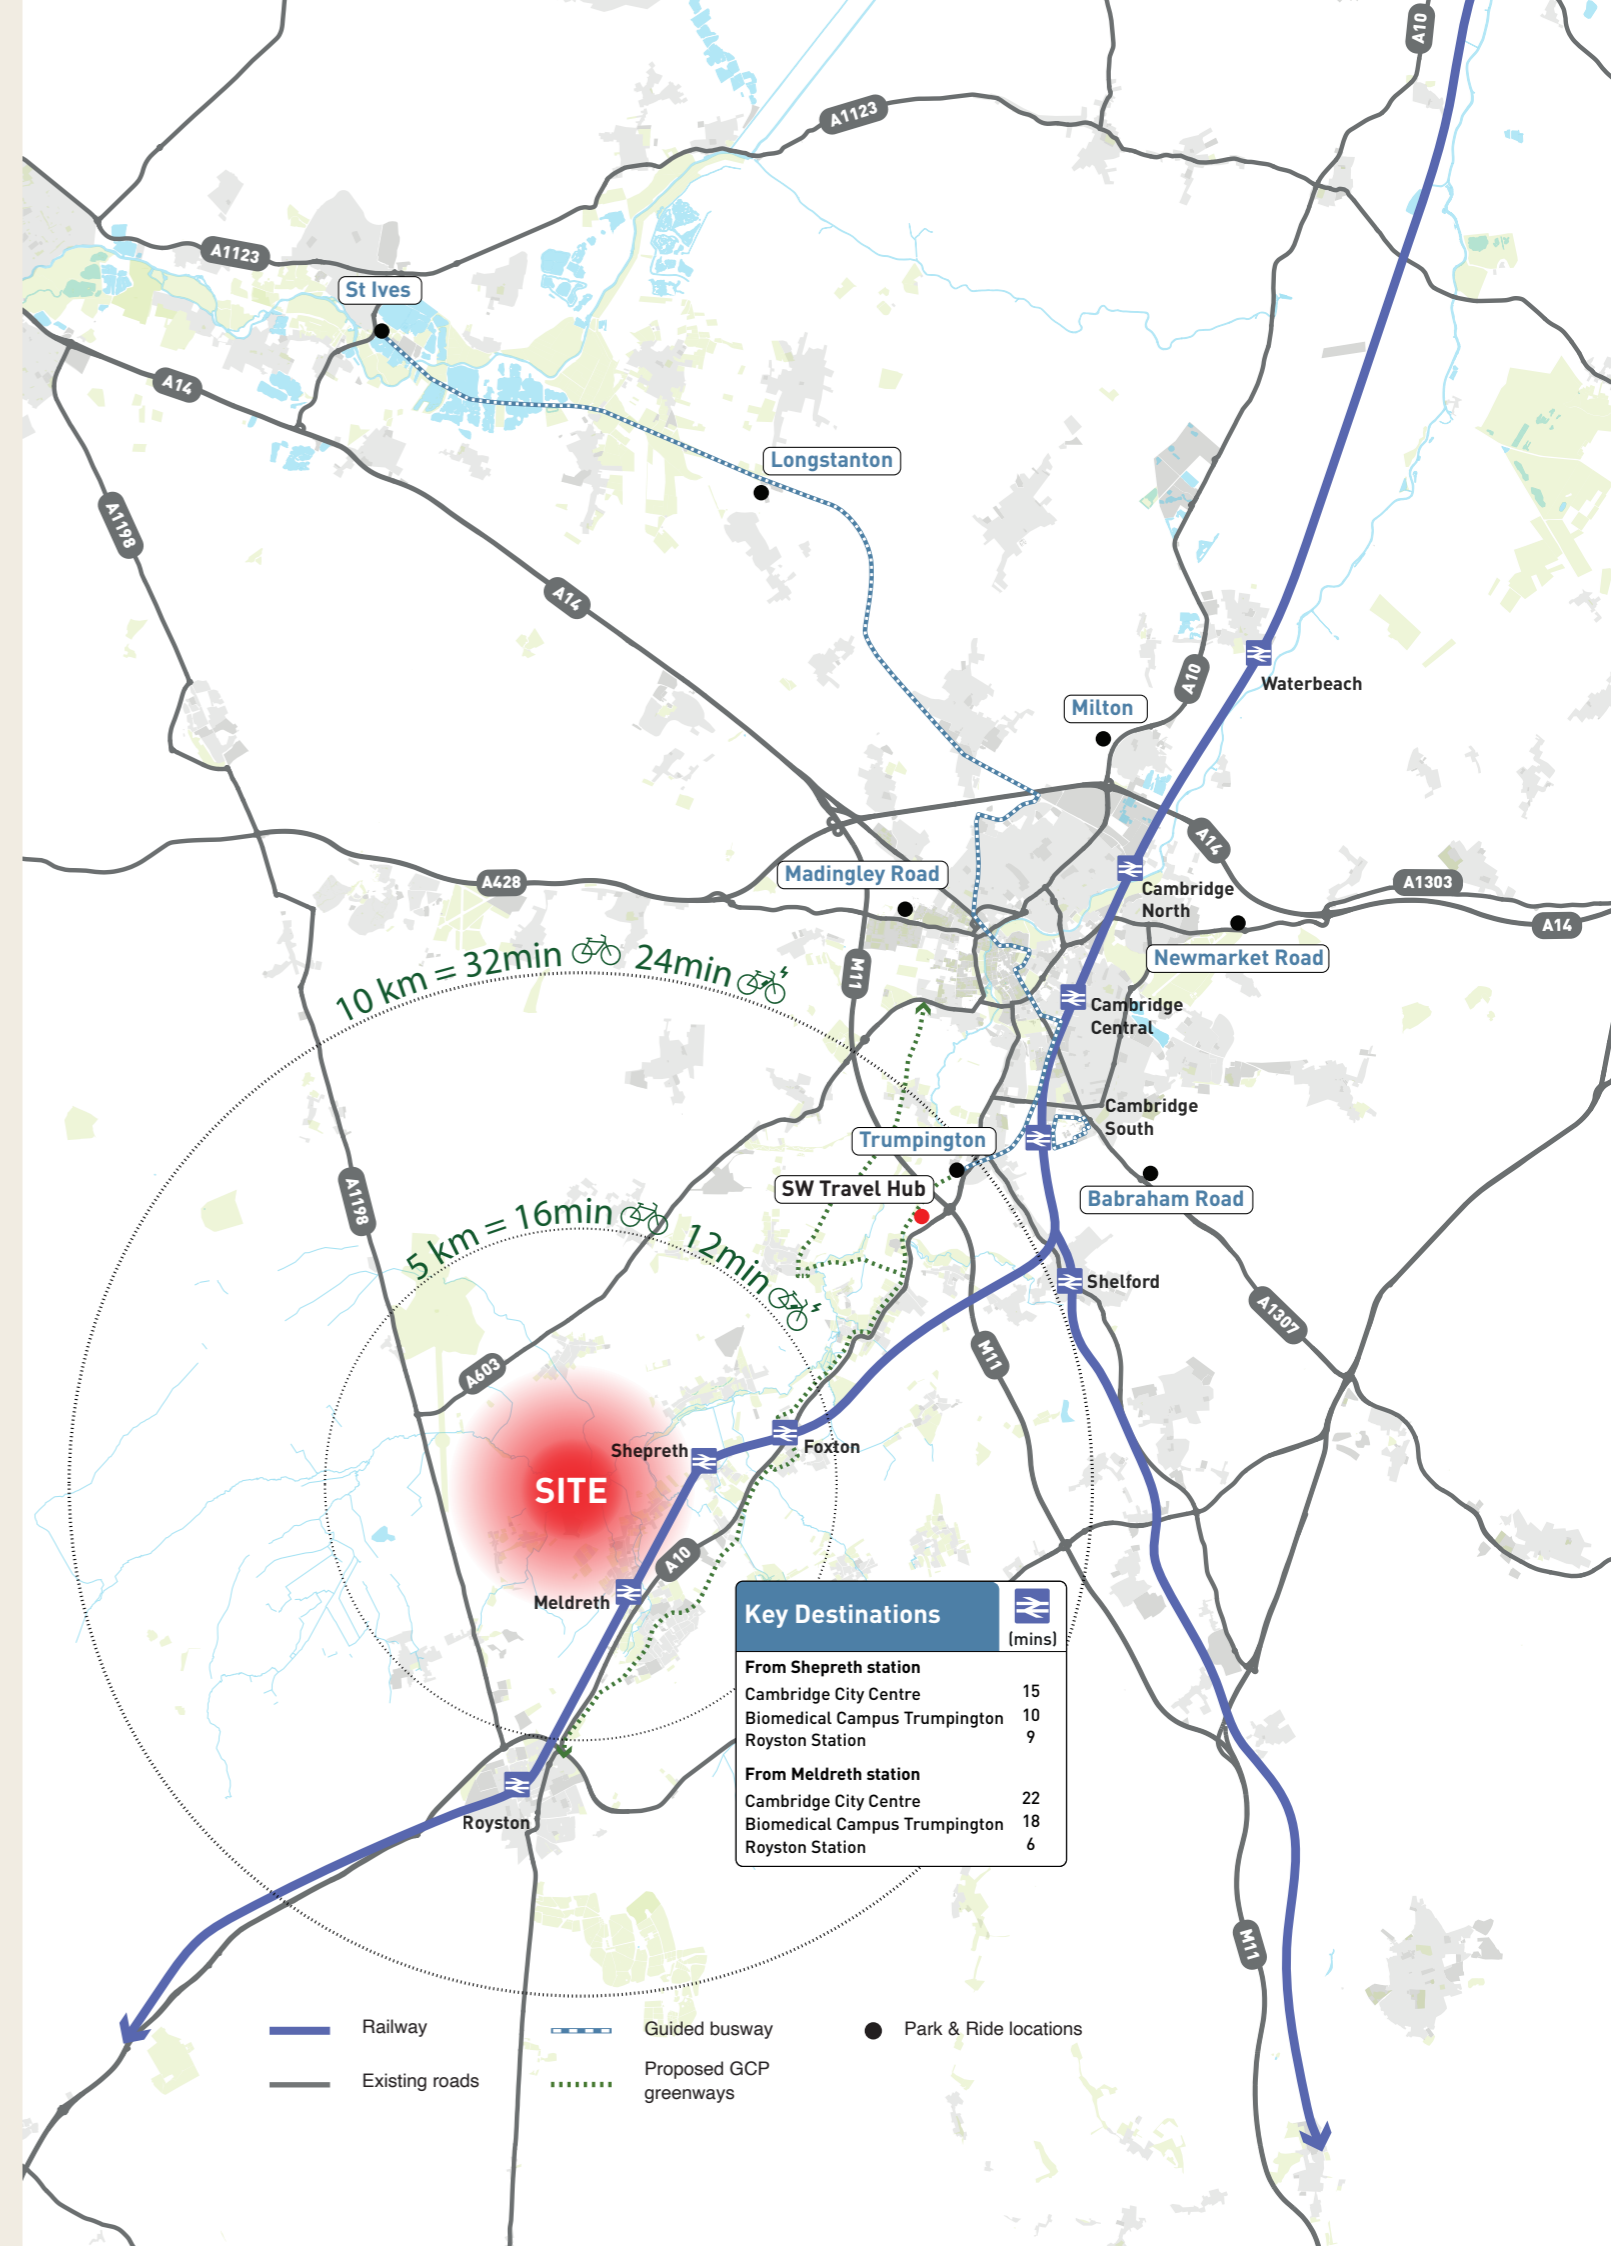 A10
A1123
A1123
St Ives
A14
Longstanton
A1198
A14
A10
Waterbeach
Milton
A14
Madingley Road
A428
Cambridge
North
A1303
A14
Newmarket Road
10 km = 32min 24min
M11
Cambridge
Central
Cambridge
South
Trumpington
SW Travel Hub
Babraham Road
A1198
5 km = 16min 12min
Shelford
A1307
M11
A603
Shepreth
Foxton
SITE
A10
Meldreth
Key Destinations
(mins)
From Shepreth station
Cambridge City Centre 15
Biomedical Campus Trumpington 10
Royston Station 9
From Meldreth station
Cambridge City Centre 22
Biomedical Campus Trumpington 18
Royston Station 6
Royston
M11
Railway
Guided busway
Park & Ride locations
Existing roads
Proposed GCP
greenways